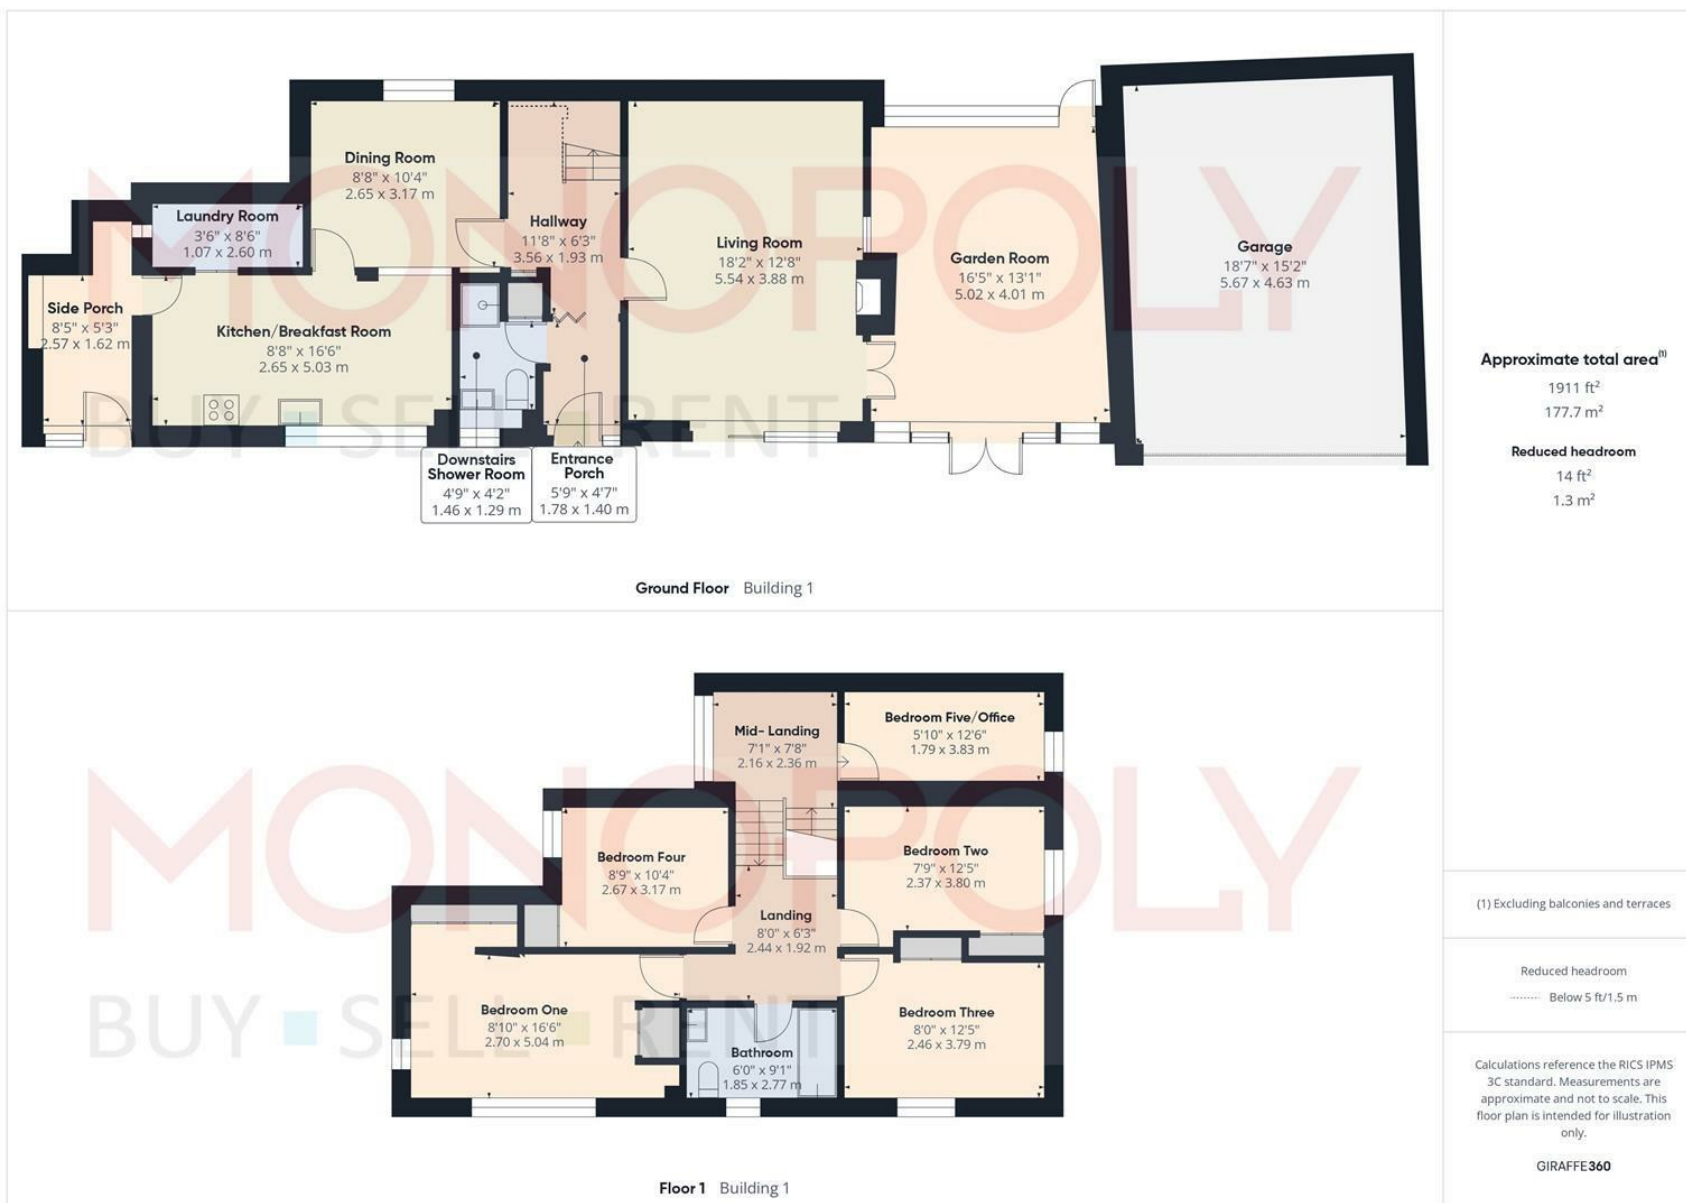 Dining Room
8'8" x 10'4"
2.65 x 3.17 m
Laundry Room
3'6" x 8'6"
1.07 x 2.60 m
Hallway
11'8" x 6'3"
3.56 x 1.93 m
Living Room
18'2" x 12'8"
5.54 x 3.88 m
Garden Room
16'5" x 13'1"
5.02 x 4.01 m
Garage
18'7" x 15'2"
5.67 x 4.63 m
Side Porch
8'5" x 5'3"
2.57 x 1.62 m
Kitchen/Breakfast Room
8'8" x 16'6"
2.65 x 5.03 m
Downstairs
Shower Room
4'9" x 4'2"
1.46 x 1.29 m
Entrance
Porch
5'9" x 4'7"
1.78 x 1.40 m
MONOPOLY
BUY SELL RENT
Ground Floor Building 1
Mid- Landing
7'1" x 7'8"
2.16 x 2.36 m
Bedroom Five/Office
5'10" x 12'6"
1.79 x 3.83 m
Bedroom Four
8'9" x 10'4"
2.67 x 3.17 m
Bedroom Two
7'9" x 12'5"
2.37 x 3.80 m
Landing
8'0" x 6'3"
2.44 x 1.92 m
Bedroom One
8'10" x 16'6"
2.70 x 5.04 m
Bathroom
6'0" x 9'1"
1.85 x 2.77 m
Bedroom Three
8'0" x 12'5"
2.46 x 3.79 m
MONOPOLY
BUY SELL RENT
Floor 1 Building 1
Approximate total area(1)
1911 ft²
177.7 m²
Reduced headroom
14 ft²
1.3 m²
(1) Excluding balconies and terraces
Reduced headroom
Below 5 ft/1.5 m
Calculations reference the RICS IPMS
3C standard. Measurements are
approximate and not to scale. This
floor plan is intended for illustration
only.
GIRAFFE360